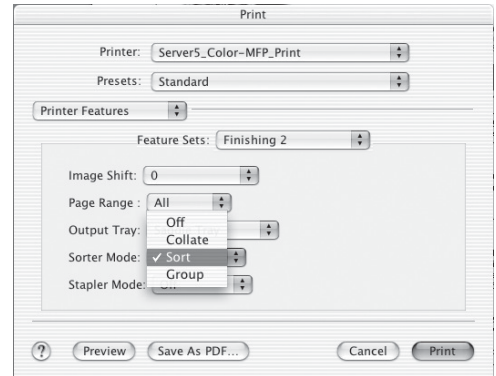 Print
Printer: Server5_Color-MFP_Print
Presets: Standard
Printer Features
Feature Sets: Finishing 2
Image Shift: 0
Page Range : All
Off
Output Tray:
Collate
Sorter Mode: ✓ Sort
Group
Stapler Mode: Off
? Preview Save As PDF... Cancel Print